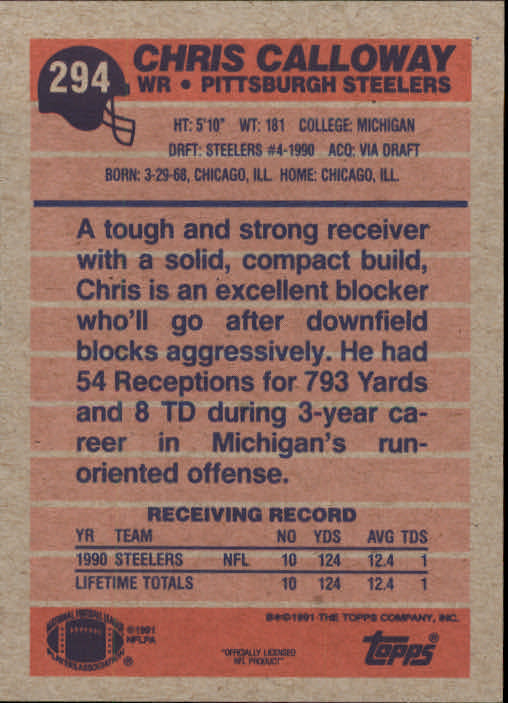 294
CHRIS CALLOWAY
WR • PITTSBURGH STEELERS
HT: 5'10" WT: 181 COLLEGE: MICHIGAN
DRFT: STEELERS #4-1990 ACQ: VIA DRAFT
BORN: 3-29-68, CHICAGO, ILL. HOME: CHICAGO, ILL.
A tough and strong receiver
with a solid, compact build,
Chris is an excellent blocker
who'll go after downfield
blocks aggressively. He had
54 Receptions for 793 Yards
and 8 TD during 3-year ca-
reer in Michigan's run-
oriented offense.
RECEIVING RECORD
YR TEAM NO YDS AVG TDS
1990 STEELERS NFL 10 124 12.4 1
LIFETIME TOTALS 10 124 12.4 1
®©1991 THE TOPPS COMPANY, INC.
NATIONAL FOOTBALL LEAGUE
PLAYERS ASSOCIATION ®
©1991
NFLPA
"OFFICIALLY LICENSED
NFL PRODUCT"
topps®